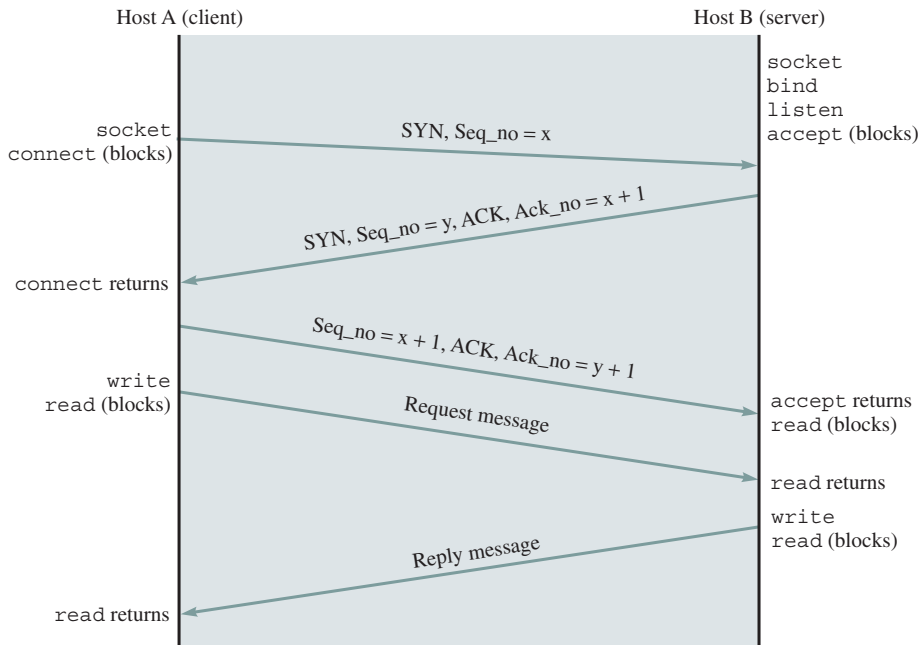 Host A (client)
Host B (server)
socket
bind
listen
accept (blocks)
socket
connect (blocks)
SYN, Seq_no = x
SYN, Seq_no = y, ACK, Ack_no = x + 1
connect returns
Seq_no = x + 1, ACK, Ack_no = y + 1
write
read (blocks)
Request message
accept returns
read (blocks)
read returns
write
read (blocks)
Reply message
read returns